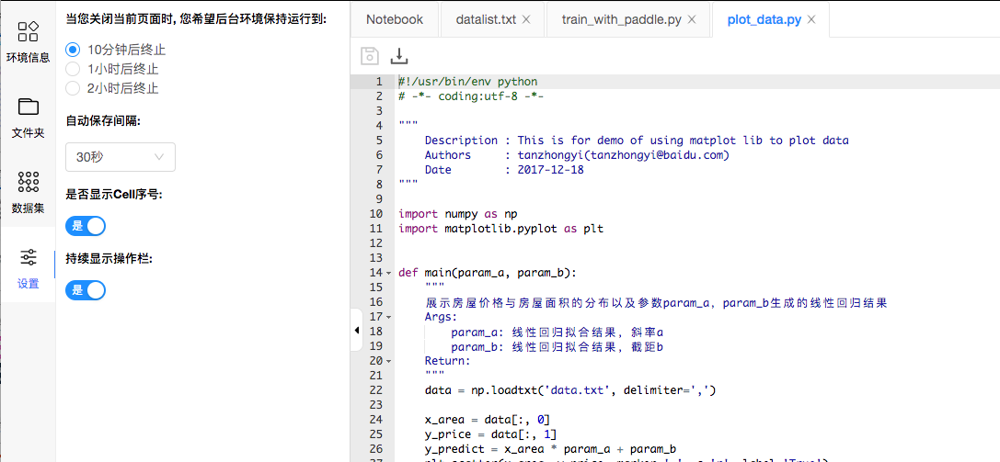 环境信息
文件夹
数据集
设置
当您关闭当前页面时, 您希望后台环境保持运行到:
10分钟后终止
1小时后终止
2小时后终止
自动保存间隔:
30秒
是否显示Cell序号:
是
持续显示操作栏:
是
Notebook datalist.txt train_with_paddle.py plot_data.py
1 #!/usr/bin/env python
2 # -*- coding:utf-8 -*-
3
4 """
5 Description : This is for demo of using matplot lib to plot data
6 Authors : tanzhongyi(tanzhongyi@baidu.com)
7 Date : 2017-12-18
8 """
9
10 import numpy as np
11 import matplotlib.pyplot as plt
12
13
14 def main(param_a, param_b):
15 """
16 展示房屋价格与房屋面积的分布以及参数param_a, param_b生成的线性回归结果
17 Args:
18 param_a: 线性回归拟合结果, 斜率a
19 param_b: 线性回归拟合结果, 截距b
20 Return:
21 """
22 data = np.loadtxt('data.txt', delimiter=',')
23
24 x_area = data[:, 0]
25 y_price = data[:, 1]
26 y_predict = x_area * param_a + param_b